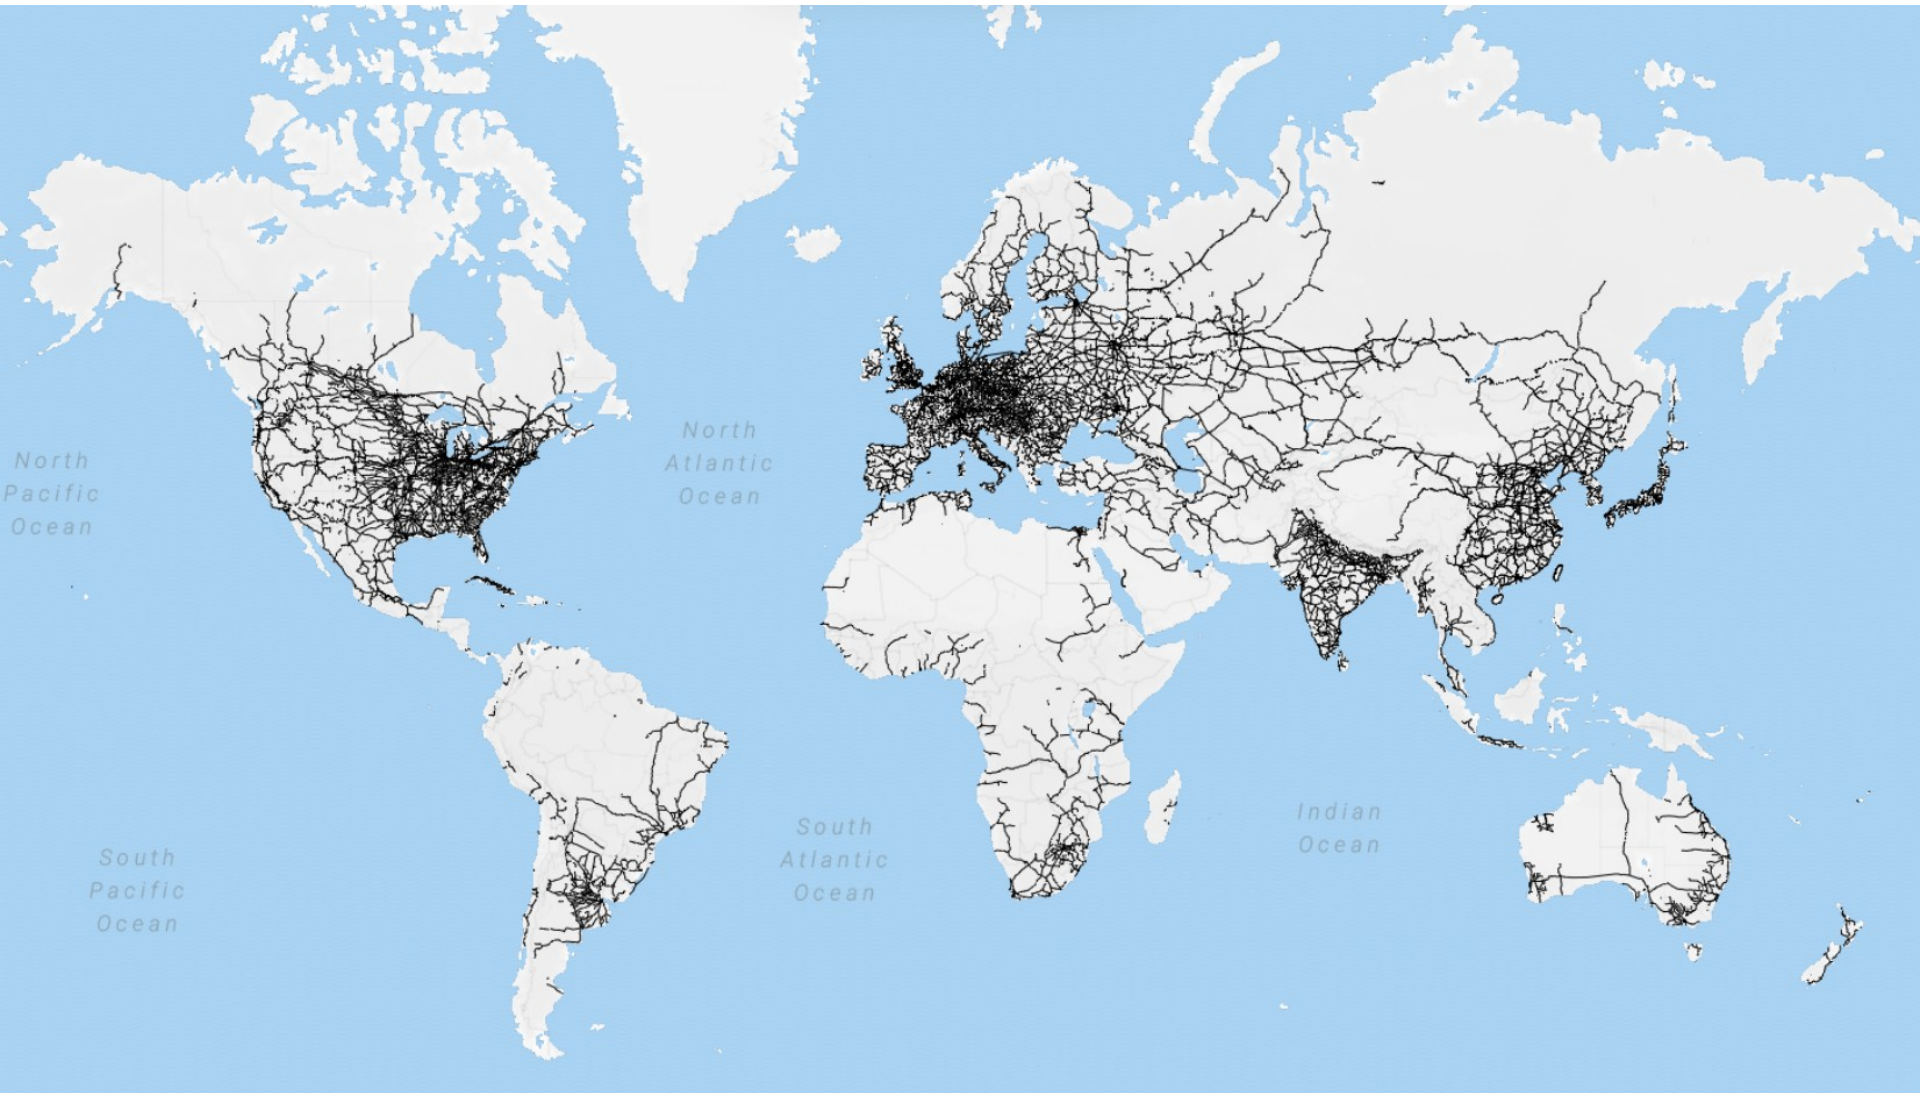 North
Atlantic
Ocean
North
Pacific
Ocean
South
Pacific
Ocean
South
Atlantic
Ocean
Indian
Ocean